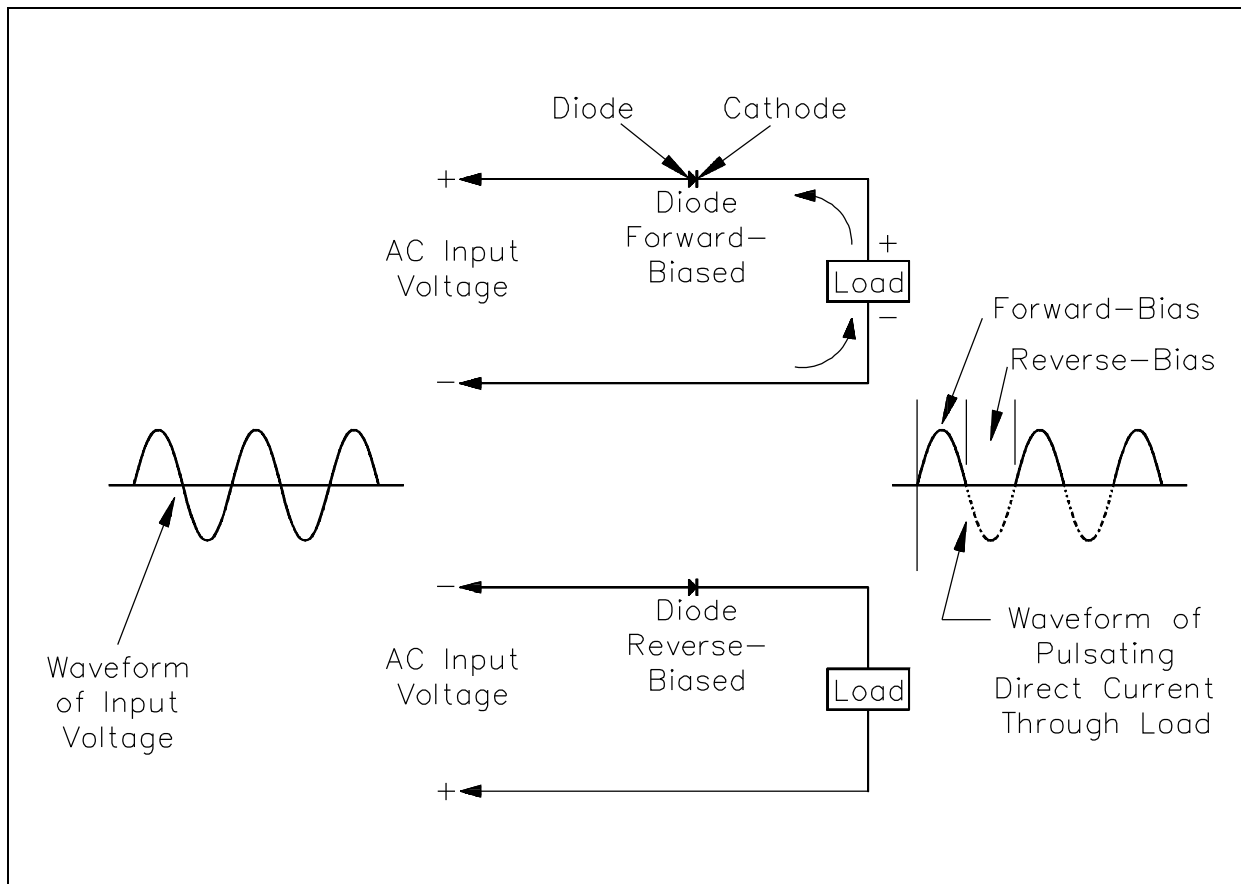 Diode
Cathode
+
Diode
Forward-
Biased
AC Input
Voltage
+
Load
-
-
Forward-Bias
Reverse-Bias
Waveform
of Input
Voltage
-
Diode
Reverse-
Biased
AC Input
Voltage
Load
+
Waveform of
Pulsating
Direct Current
Through Load